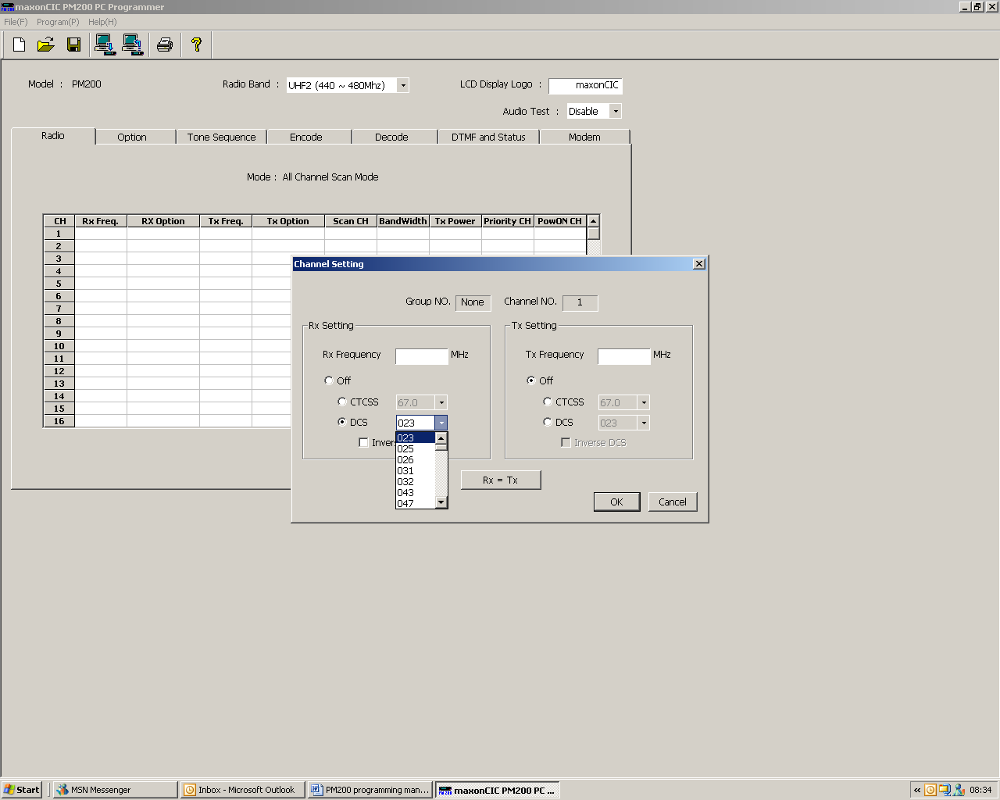 maxonCIC PM200 PC Programmer
File(F) Program(P) Help(H)
Model : PM200 Radio Band : UHF2 (440 ~ 480Mhz) LCD Display Logo : maxonCIC
Audio Test : Disable
Radio Option Tone Sequence Encode Decode DTMF and Status Modem
Mode : All Channel Scan Mode
CH Rx Freq. RX Option Tx Freq. Tx Option Scan CH BandWidth Tx Power Priority CH PowON CH
1
2
3
4
5
6
7
8
9
10
11
12
13
14
15
16
Channel Setting
Group NO. None Channel NO. 1
Rx Setting
Rx Frequency MHz
Off
CTCSS 67.0
DCS 023
Inver
023
025
026
031
032
043
047
Tx Setting
Tx Frequency MHz
Off
CTCSS 67.0
DCS 023
Inverse DCS
Rx = Tx
OK Cancel
Start MSN Messenger Inbox - Microsoft Outlook PM200 programming man... maxonCIC PM200 PC ... « 08:34